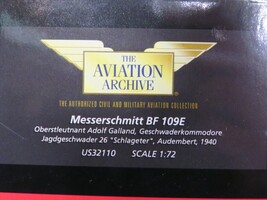 THE
AVIATION
ARCHIVE
THE AUTHORIZED CIVIL AND MILITARY AVIATION COLLECTION
Messerschmitt BF 109E
Oberstleutnant Adolf Galland, Geschwaderkommodore
Jagdgeschwader 26 "Schlageter", Audembert, 1940
US32110 SCALE 1:72